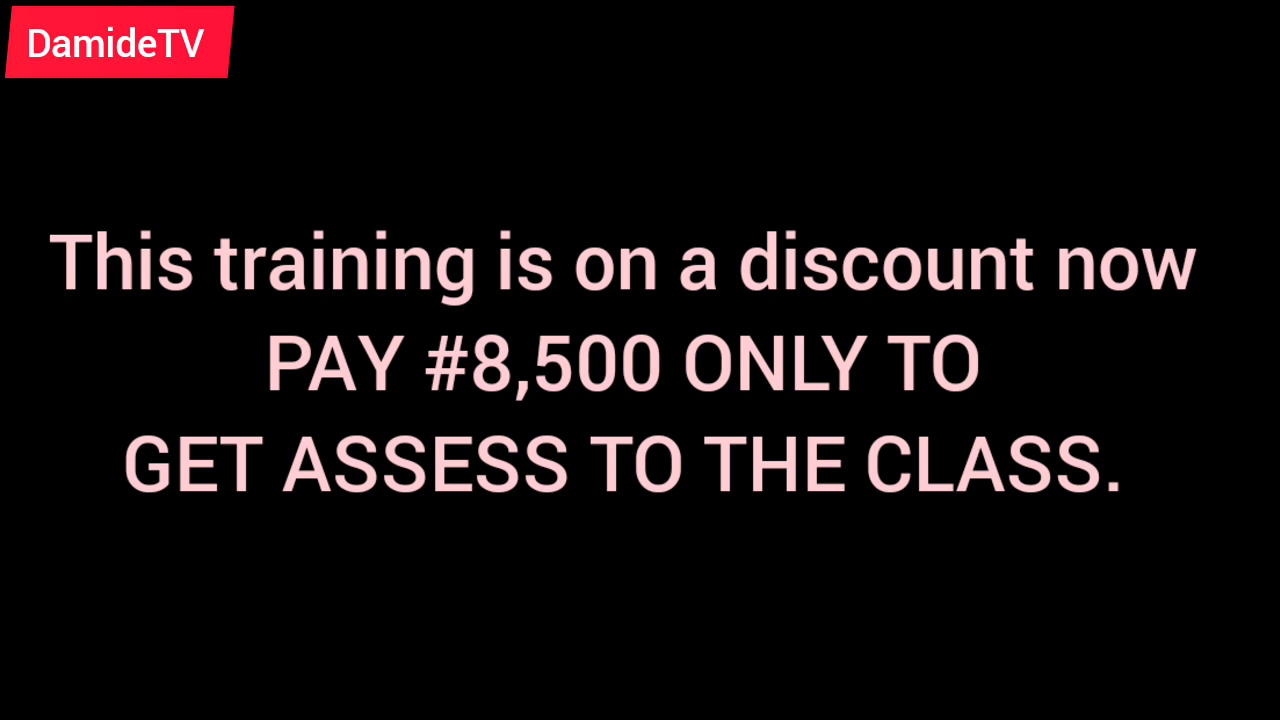 DamideTV
This training is on a discount now
PAY #8,500 ONLY TO
GET ASSESS TO THE CLASS.